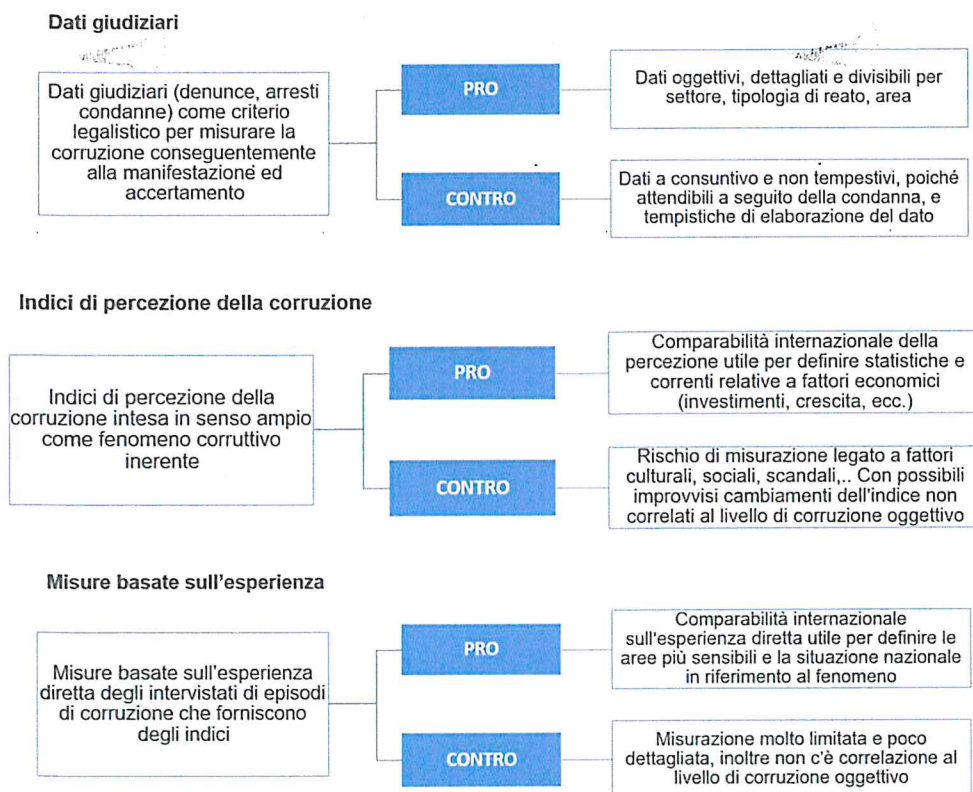 Dati giudiziari
Dati giudiziari (denunce, arresti
condanne) come criterio
legalistico per misurare la
corruzione conseguentemente
alla manifestazione ed
accertamento
PRO
Dati oggettivi, dettagliati e divisibili per
settore, tipologia di reato, area
CONTRO
Dati a consuntivo e non tempestivi, poiché
attendibili a seguito della condanna, e
tempistiche di elaborazione del dato
Indici di percezione della corruzione
Indici di percezione della
corruzione intesa in senso ampio
come fenomeno corruttivo
inerente
PRO
Comparabilità internazionale della
percezione utile per definire statistiche e
correnti relative a fattori economici
(investimenti, crescita, ecc.)
CONTRO
Rischio di misurazione legato a fattori
culturali, sociali, scandali,.. Con possibili
improvvisi cambiamenti dell'indice non
correlati al livello di corruzione oggettivo
Misure basate sull'esperienza
Misure basate sull'esperienza
diretta degli intervistati di episodi
di corruzione che forniscono
degli indici
PRO
Comparabilità internazionale
sull'esperienza diretta utile per definire le
aree più sensibili e la situazione nazionale
in riferimento al fenomeno
CONTRO
Misurazione molto limitata e poco
dettagliata, inoltre non c'è correlazione al
livello di corruzione oggettivo